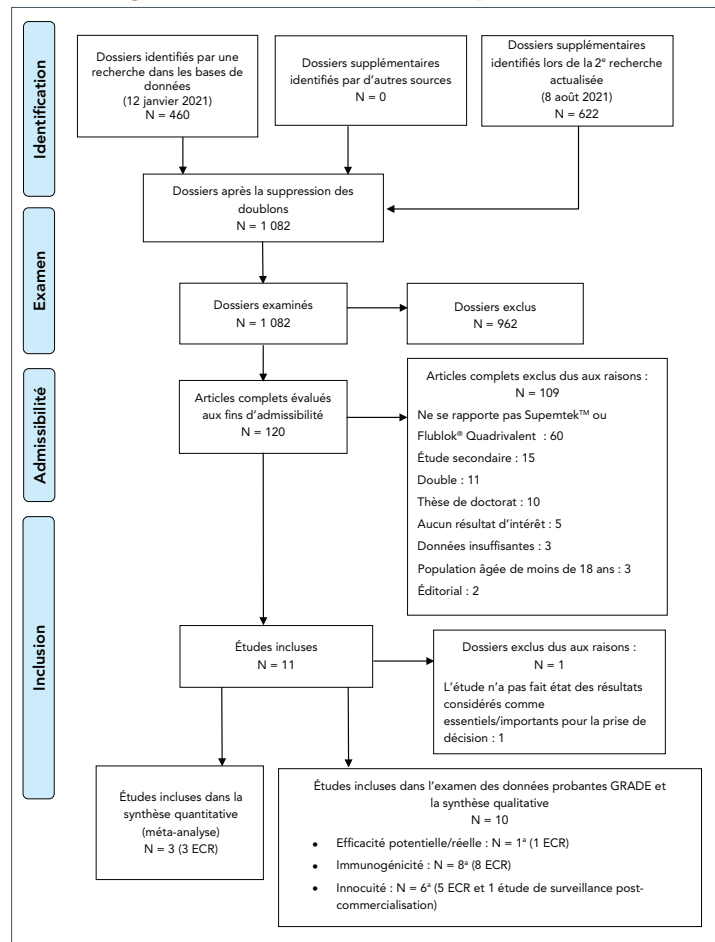 Identification
Dossiers identifiés par une
recherche dans les bases de
données
(12 janvier 2021)
N = 460
Dossiers supplémentaires
identifiés par d'autres sources
N = 0
Dossiers supplémentaires
identifiés lors de la 2e recherche
actualisée
(8 août 2021)
N = 622
Dossiers après la suppression des
doublons
N = 1 082
Examen
Dossiers examinés
N = 1 082
Dossiers exclus
N = 962
Admissibilité
Articles complets évalués
aux fins d'admissibilité
N = 120
Articles complets exclus dus aux raisons :
N = 109
Ne se rapporte pas Supemtek™ ou
Flublok® Quadrivalent : 60
Étude secondaire : 15
Double : 11
Thèse de doctorat : 10
Aucun résultat d'intérêt : 5
Données insuffisantes : 3
Population âgée de moins de 18 ans : 3
Éditorial : 2
Inclusion
Études incluses
N = 11
Dossiers exclus dus aux raisons :
N = 1
L'étude n'a pas fait état des résultats
considérés comme
essentiels/importants pour la prise de
décision : 1
Études incluses dans la
synthèse quantitative
(méta-analyse)
N = 3 (3 ECR)
Études incluses dans l'examen des données probantes GRADE et
la synthèse qualitative
N = 10
• Efficacité potentielle/réelle : N = 1ª (1 ECR)
• Immunogénicité : N = 8ª (8 ECR)
• Innocuité : N = 6ª (5 ECR et 1 étude de surveillance post-
commercialisation)